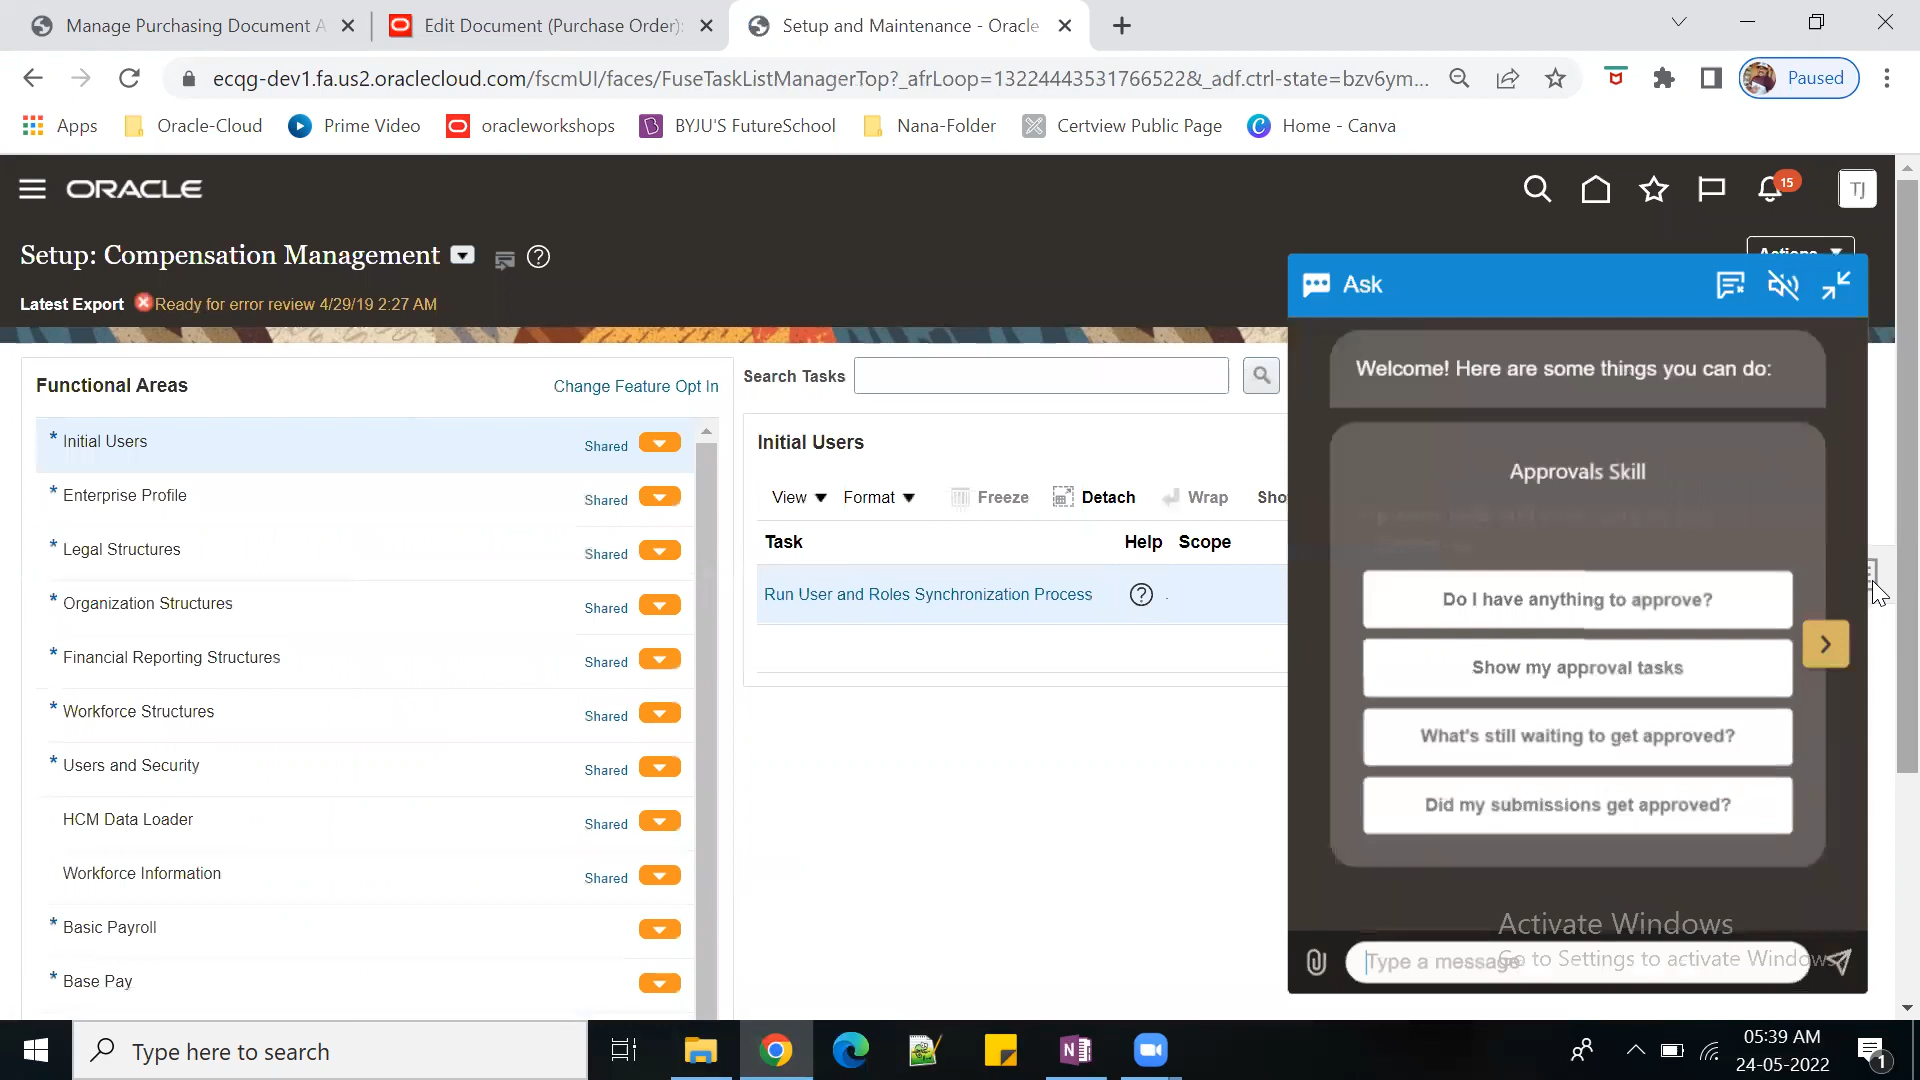 Manage Purchasing Document A
Edit Document (Purchase Order):
Setup and Maintenance - Oracle
ecqg-dev1.fa.us2.oraclecloud.com/fscmUI/faces/FuseTaskListManagerTop?_afrLoop=13224443531766522&_adf.ctrl-state=bzv6ym...
Paused
Apps
Oracle-Cloud
Prime Video
oracleworkshops
BYJU'S FutureSchool
Nana-Folder
Certview Public Page
Home - Canva
ORACLE
15
TJ
Setup: Compensation Management
Actions
Latest Export Ready for error review 4/29/19 2:27 AM
Ask
Functional Areas
Change Feature Opt In
Search Tasks
Welcome! Here are some things you can do:
* Initial Users Shared
* Enterprise Profile Shared
* Legal Structures Shared
* Organization Structures Shared
* Financial Reporting Structures Shared
* Workforce Structures Shared
* Users and Security Shared
HCM Data Loader Shared
Workforce Information Shared
* Basic Payroll
* Base Pay
Initial Users
View Format Freeze Detach Wrap Sho
Task Help Scope
Run User and Roles Synchronization Process
Approvals Skill
Do I have anything to approve?
Show my approval tasks
What's still waiting to get approved?
Did my submissions get approved?
Activate Windows
Go to Settings to activate Windows
Type a message
Type here to search
05:39 AM
24-05-2022
1